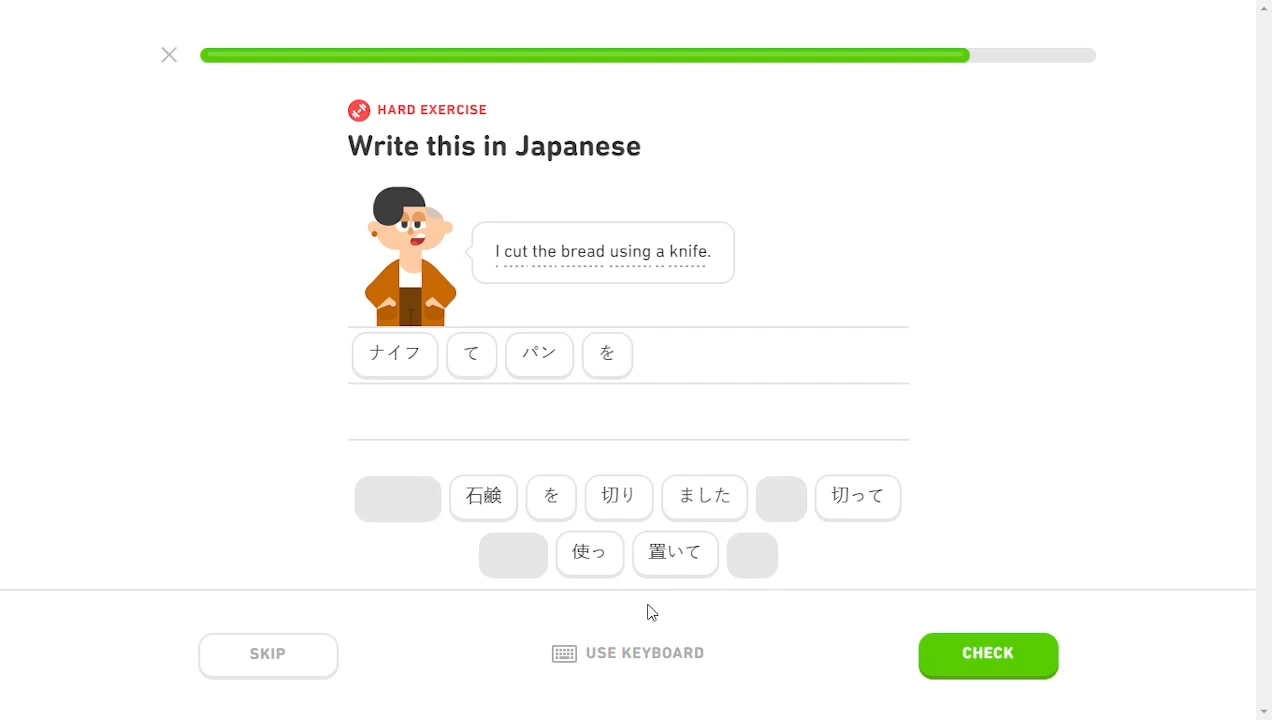 HARD EXERCISE
Write this in Japanese
I cut the bread using a knife.
ナイフ て パン を
石鹸 を 切り ました 切って
使っ 置いて
SKIP USE KEYBOARD CHECK